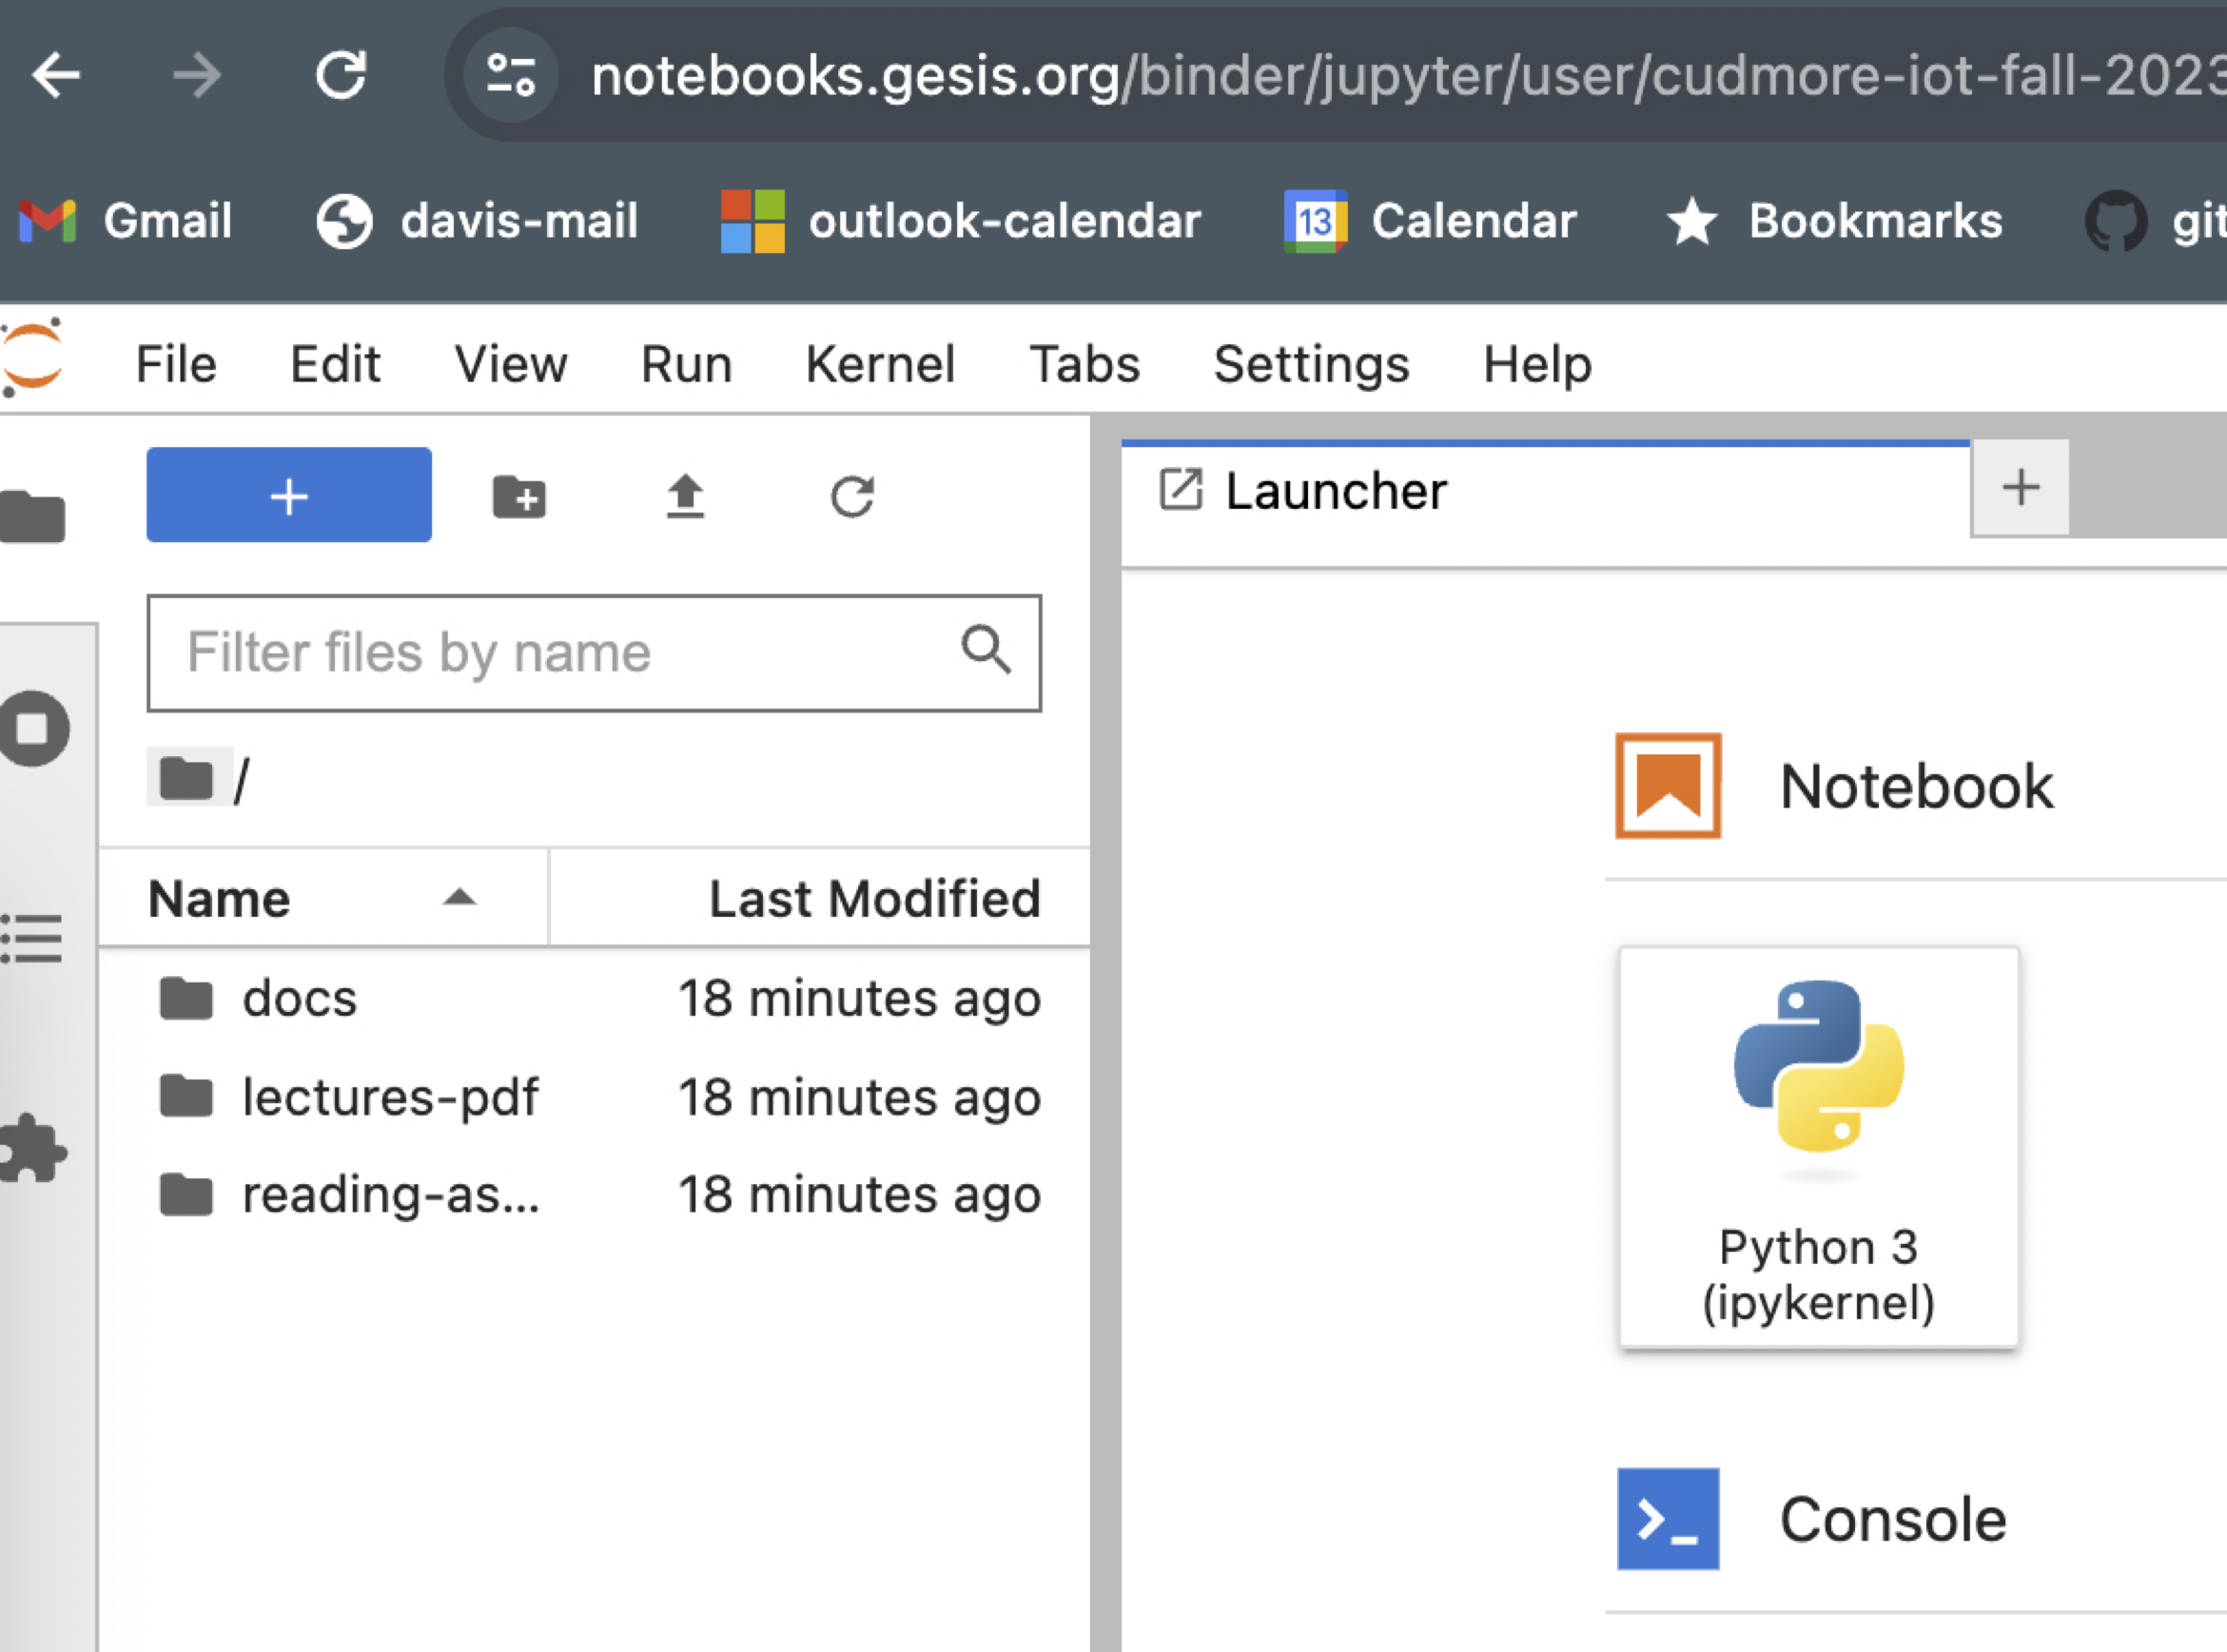 notebooks.gesis.org/binder/jupyter/user/cudmore-iot-fall-2023
Gmail davis-mail outlook-calendar 13 Calendar Bookmarks git
File Edit View Run Kernel Tabs Settings Help
Launcher
Filter files by name
/
Notebook
Name Last Modified
docs 18 minutes ago
lectures-pdf 18 minutes ago
reading-as... 18 minutes ago
Python 3
(ipykernel)
Console